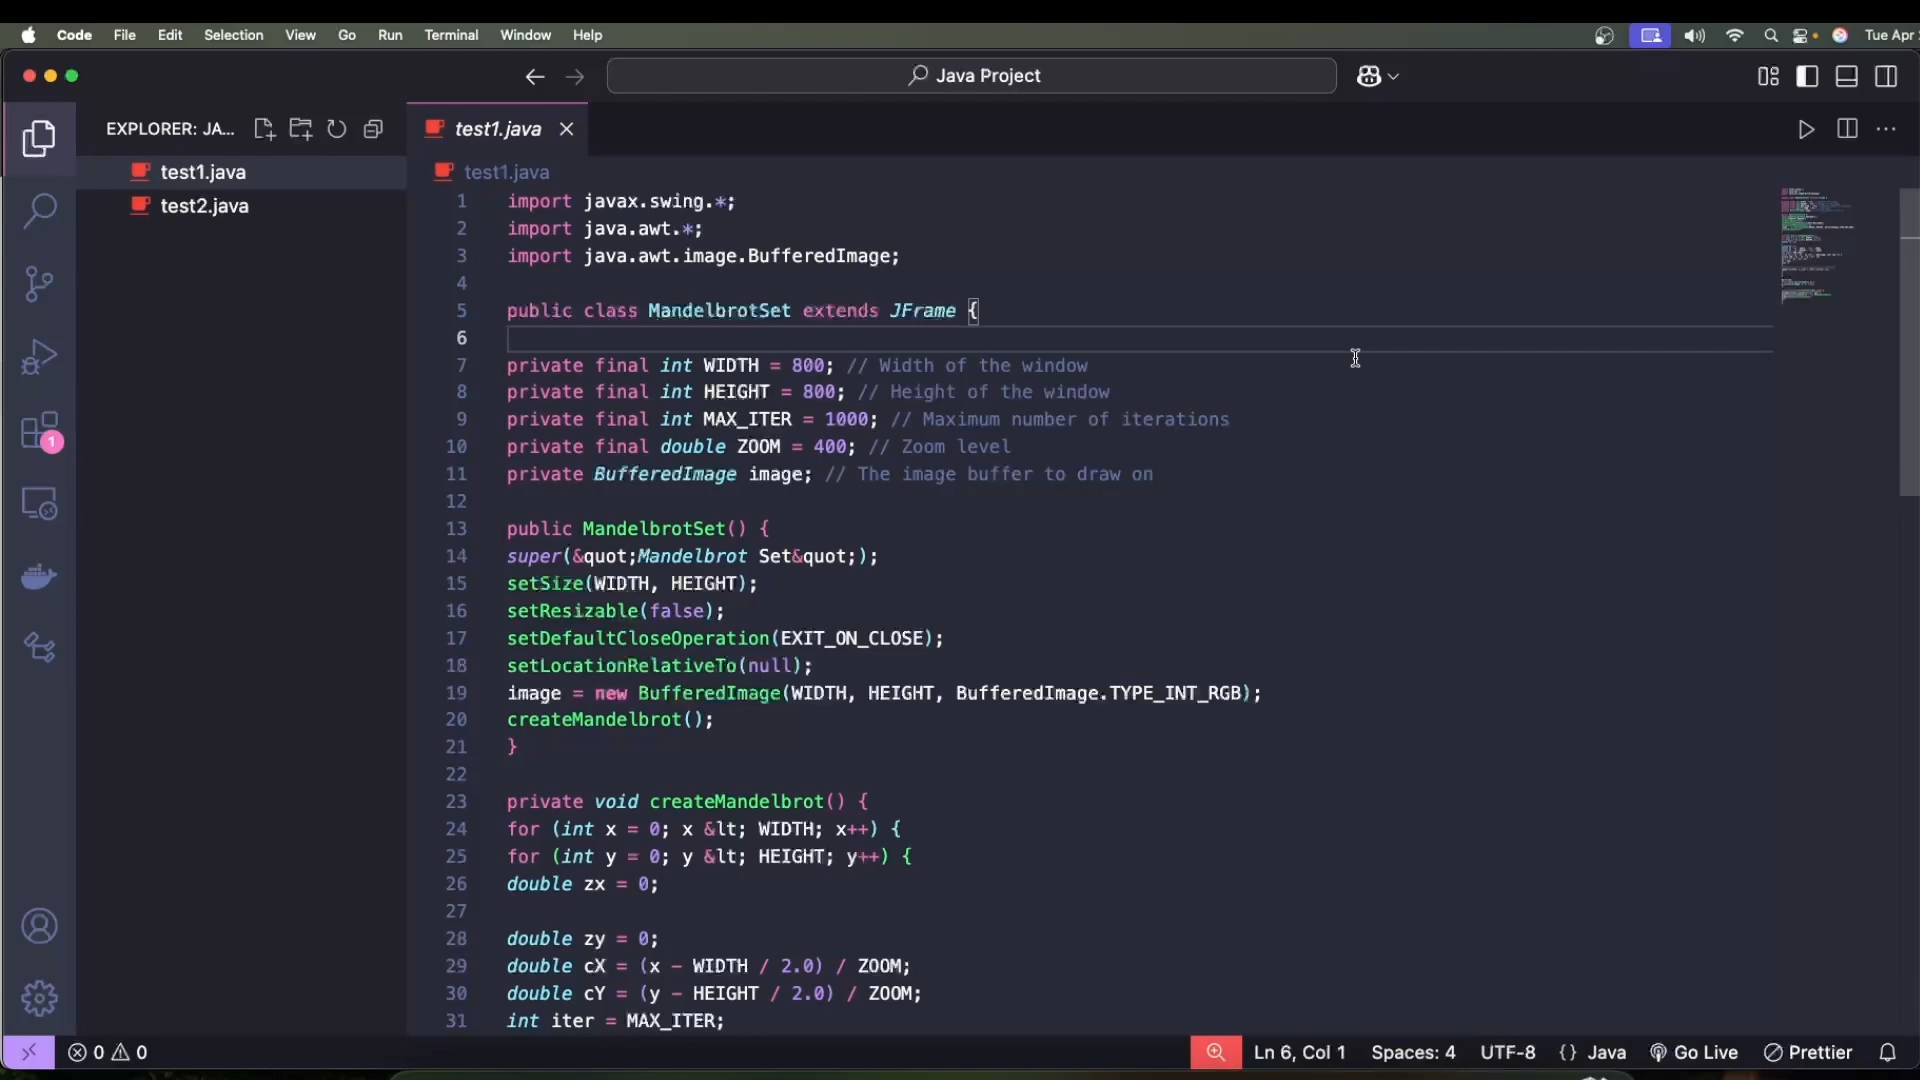 Code File Edit Selection View Go Run Terminal Window Help Tue Apr
Java Project
EXPLORER: JA...
test1.java
test2.java
test1.java
test1.java
1 import javax.swing.*;
2 import java.awt.*;
3 import java.awt.image.BufferedImage;
4
5 public class MandelbrotSet extends JFrame {
6
7 private final int WIDTH = 800; // Width of the window
8 private final int HEIGHT = 800; // Height of the window
9 private final int MAX_ITER = 1000; // Maximum number of iterations
10 private final double ZOOM = 400; // Zoom level
11 private BufferedImage image; // The image buffer to draw on
12
13 public MandelbrotSet() {
14 super(&quot;Mandelbrot Set&quot;);
15 setSize(WIDTH, HEIGHT);
16 setResizable(false);
17 setDefaultCloseOperation(EXIT_ON_CLOSE);
18 setLocationRelativeTo(null);
19 image = new BufferedImage(WIDTH, HEIGHT, BufferedImage.TYPE_INT_RGB);
20 createMandelbrot();
21 }
22
23 private void createMandelbrot() {
24 for (int x = 0; x &lt; WIDTH; x++) {
25 for (int y = 0; y &lt; HEIGHT; y++) {
26 double zx = 0;
27
28 double zy = 0;
29 double cX = (x - WIDTH / 2.0) / ZOOM;
30 double cY = (y - HEIGHT / 2.0) / ZOOM;
31 int iter = MAX_ITER;
1
0 0 Ln 6, Col 1 Spaces: 4 UTF-8 {} Java Go Live Prettier